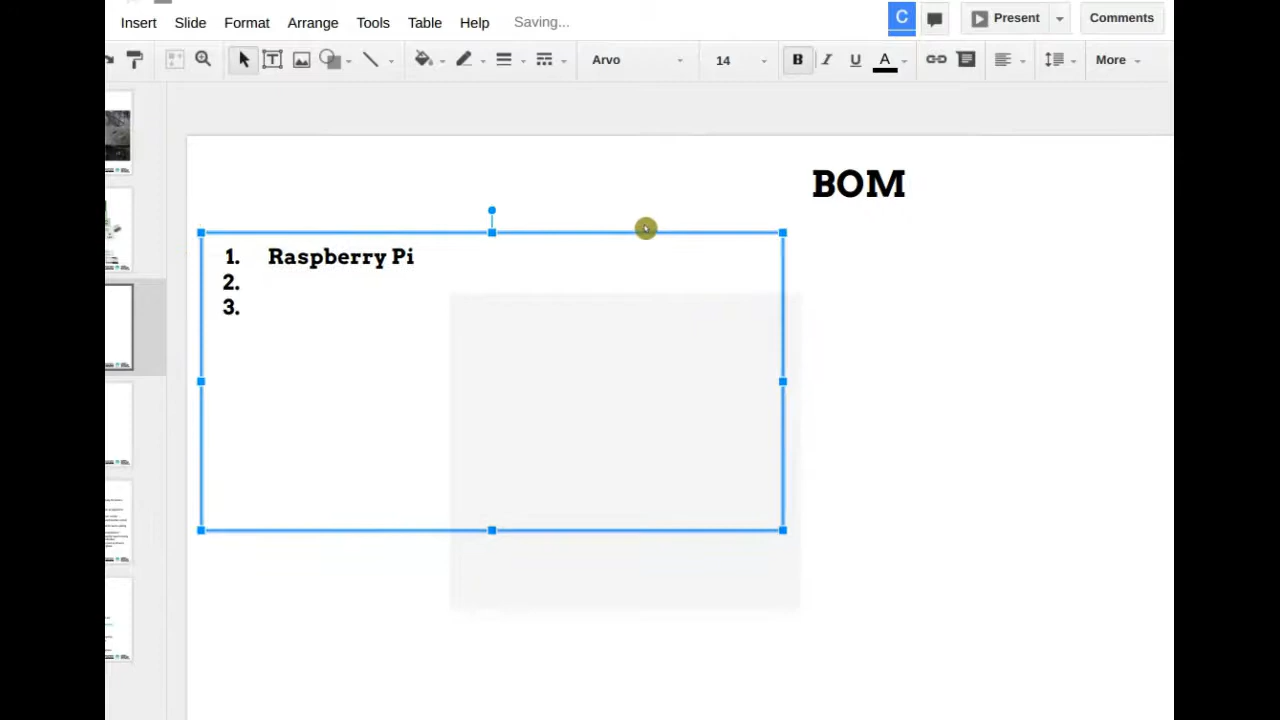 Insert Slide Format Arrange Tools Table Help Saving...
C Present Comments
Arvo 14 B I U A More
BOM
1. Raspberry Pi
2.
3.